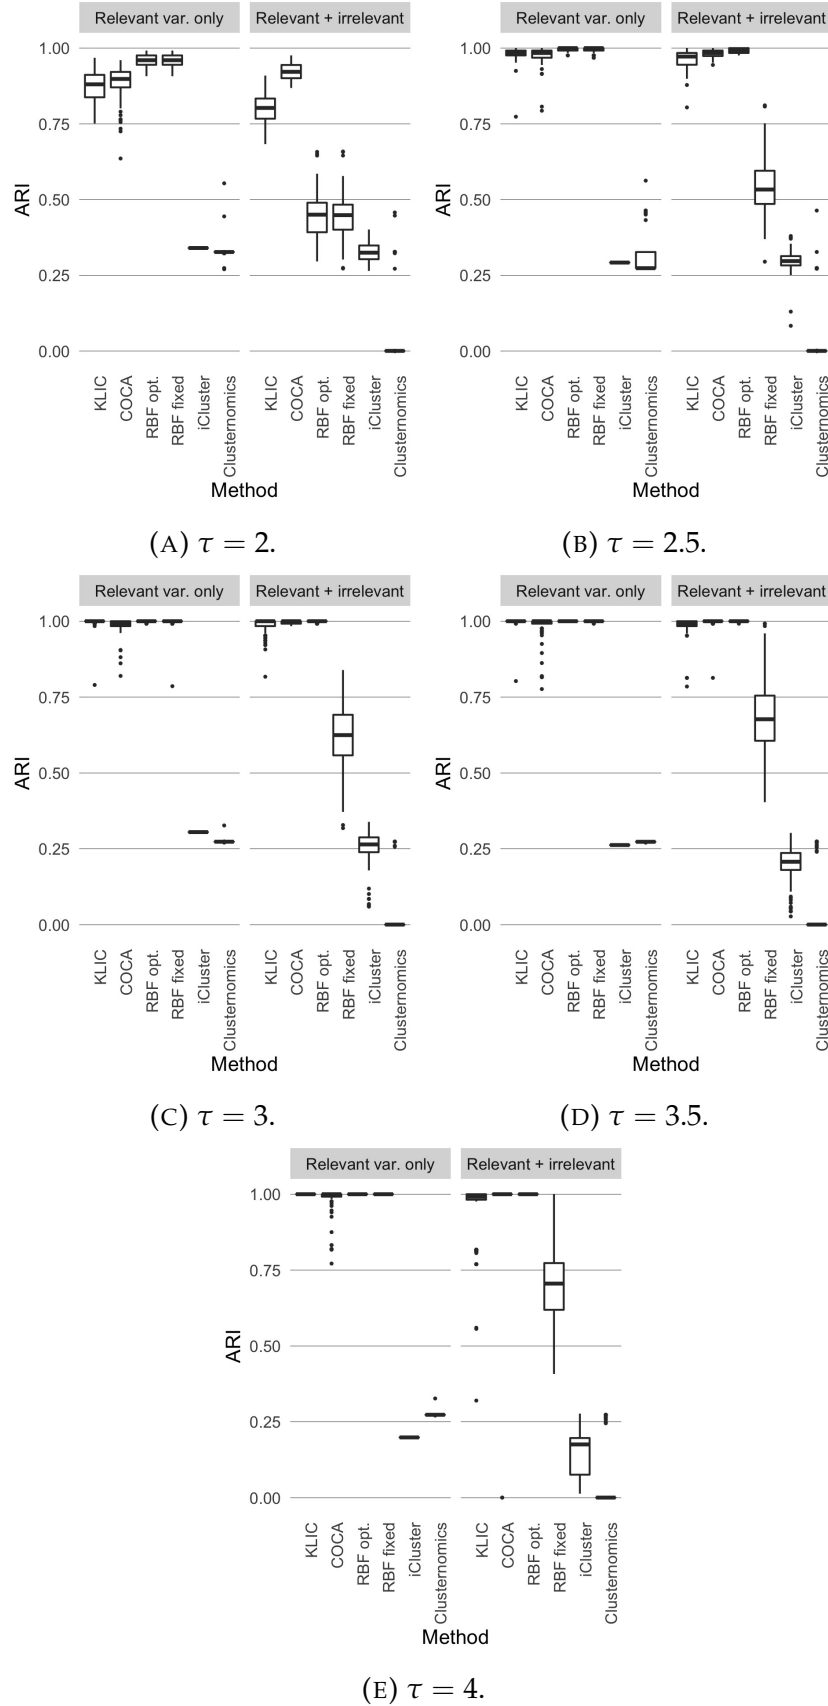 Relevant var. only Relevant + irrelevant
1.00
0.75
0.50
0.25
0.00
ARI
KLIC COCA RBF opt. RBF fixed iCluster Clusternomics KLIC COCA RBF opt. RBF fixed iCluster Clusternomics
Method
(A) τ = 2.
Relevant var. only Relevant + irrelevant
1.00
0.75
0.50
0.25
0.00
ARI
KLIC COCA RBF opt. RBF fixed iCluster Clusternomics KLIC COCA RBF opt. RBF fixed iCluster Clusternomics
Method
(B) τ = 2.5.
Relevant var. only Relevant + irrelevant
1.00
0.75
0.50
0.25
0.00
ARI
KLIC COCA RBF opt. RBF fixed iCluster Clusternomics KLIC COCA RBF opt. RBF fixed iCluster Clusternomics
Method
(C) τ = 3.
Relevant var. only Relevant + irrelevant
1.00
0.75
0.50
0.25
0.00
ARI
KLIC COCA RBF opt. RBF fixed iCluster Clusternomics KLIC COCA RBF opt. RBF fixed iCluster Clusternomics
Method
(D) τ = 3.5.
Relevant var. only Relevant + irrelevant
1.00
0.75
0.50
0.25
0.00
ARI
KLIC COCA RBF opt. RBF fixed iCluster Clusternomics KLIC COCA RBF opt. RBF fixed iCluster Clusternomics
Method
(E) τ = 4.